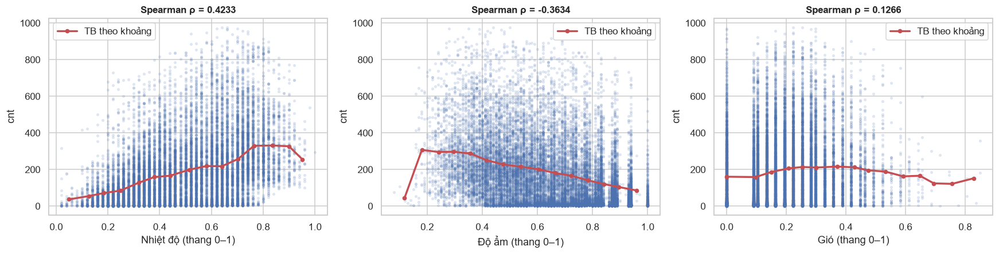 Spearman ρ = 0.4233
TB theo khoảng
1000
800
600
400
200
0
cnt
0.0 0.2 0.4 0.6 0.8 1.0
Nhiệt độ (thang 0–1)
Spearman ρ = -0.3634
TB theo khoảng
1000
800
600
400
200
0
cnt
0.2 0.4 0.6 0.8 1.0
Độ ẩm (thang 0–1)
Spearman ρ = 0.1266
TB theo khoảng
1000
800
600
400
200
0
cnt
0.0 0.2 0.4 0.6 0.8
Gió (thang 0–1)